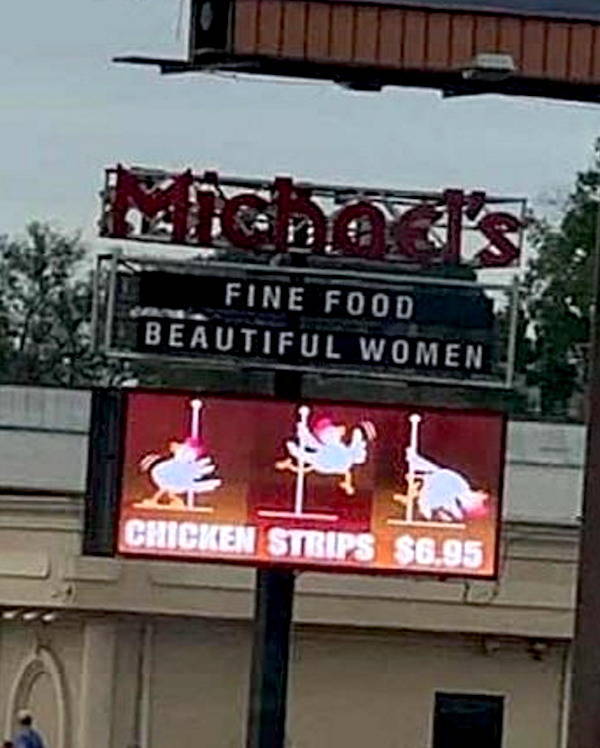 Michael's
FINE FOOD
BEAUTIFUL WOMEN
CHICKEN STRIPS $6.95